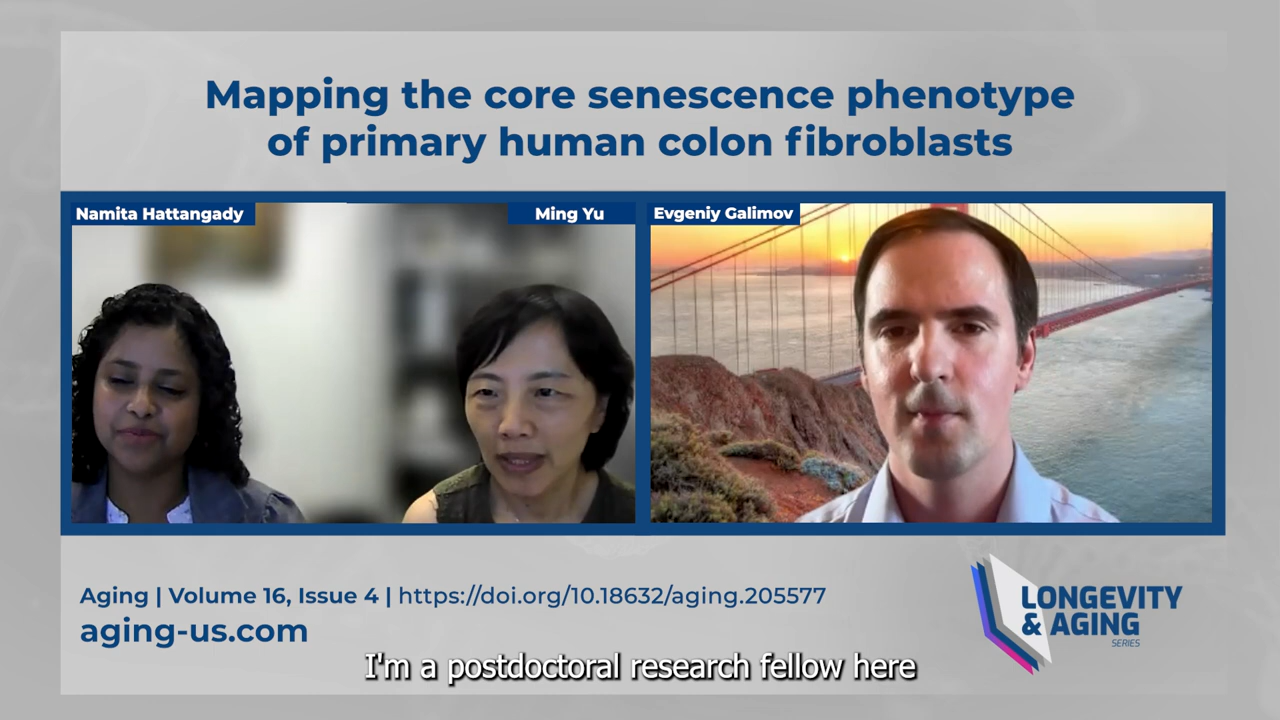 Mapping the core senescence phenotype
of primary human colon fibroblasts
Namita Hattangady
Ming Yu
Evgeniy Galimov
Aging | Volume 16, Issue 4 | https://doi.org/10.18632/aging.205577
aging-us.com
LONGEVITY
& AGING
SERIES
I'm a postdoctoral research fellow here